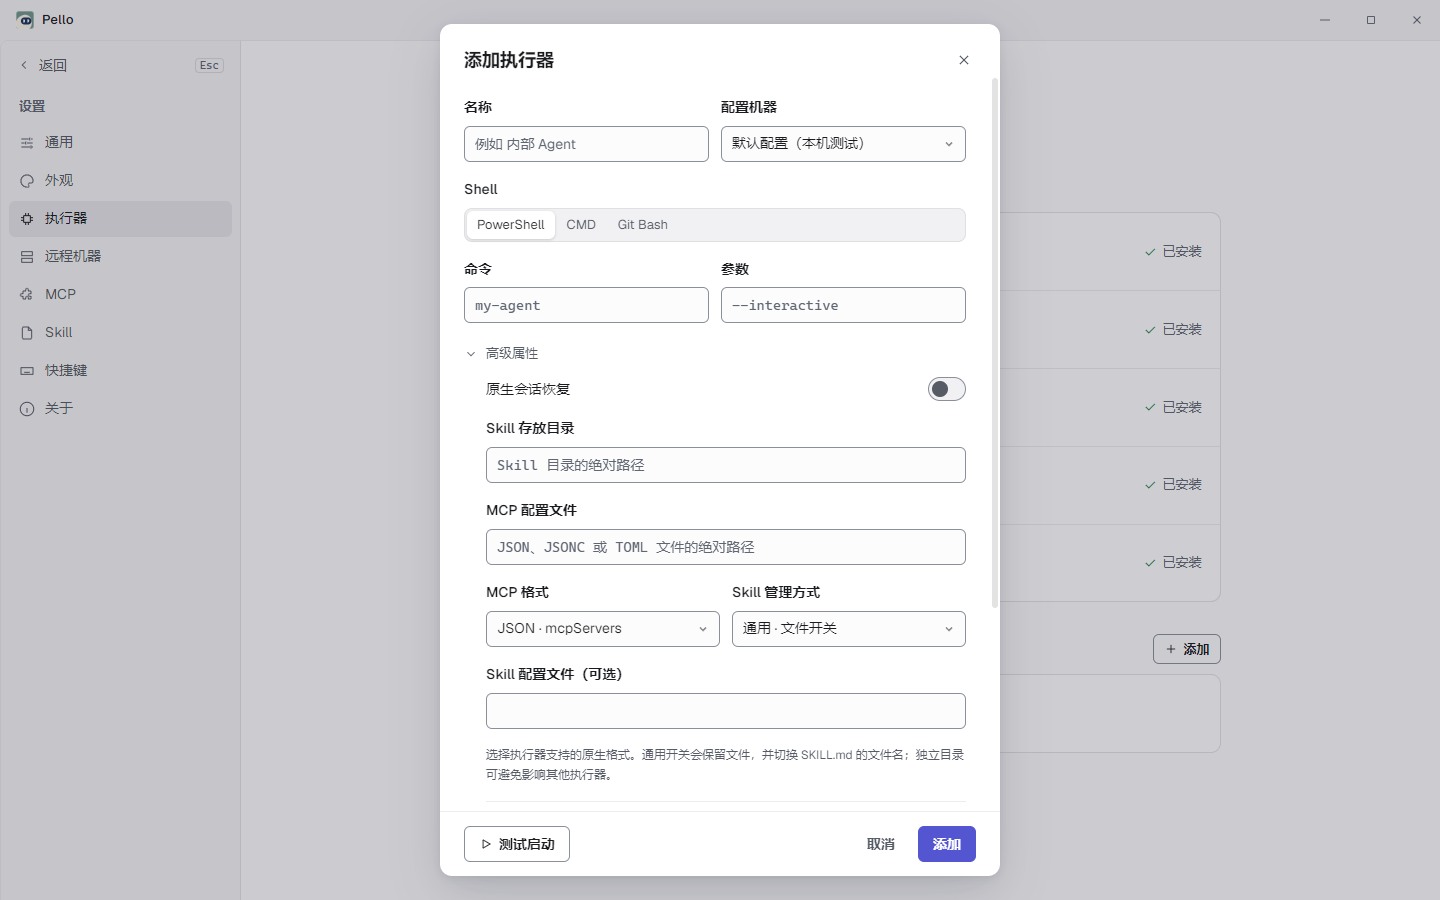 Pello
返回
Esc
设置
通用
外观
执行器
远程机器
MCP
Skill
快捷键
关于
添加执行器
名称
配置机器
例如 内部 Agent
默认配置（本机测试）
Shell
PowerShell
CMD
Git Bash
命令
参数
my-agent
--interactive
高级属性
原生会话恢复
Skill 存放目录
Skill 目录的绝对路径
MCP 配置文件
JSON、JSONC 或 TOML 文件的绝对路径
MCP 格式
Skill 管理方式
JSON · mcpServers
通用 · 文件开关
Skill 配置文件（可选）
选择执行器支持的原生格式。通用开关会保留文件，并切换 SKILL.md 的文件名；独立目录
可避免影响其他执行器。
测试启动
取消
添加
已安装
已安装
已安装
已安装
已安装
添加